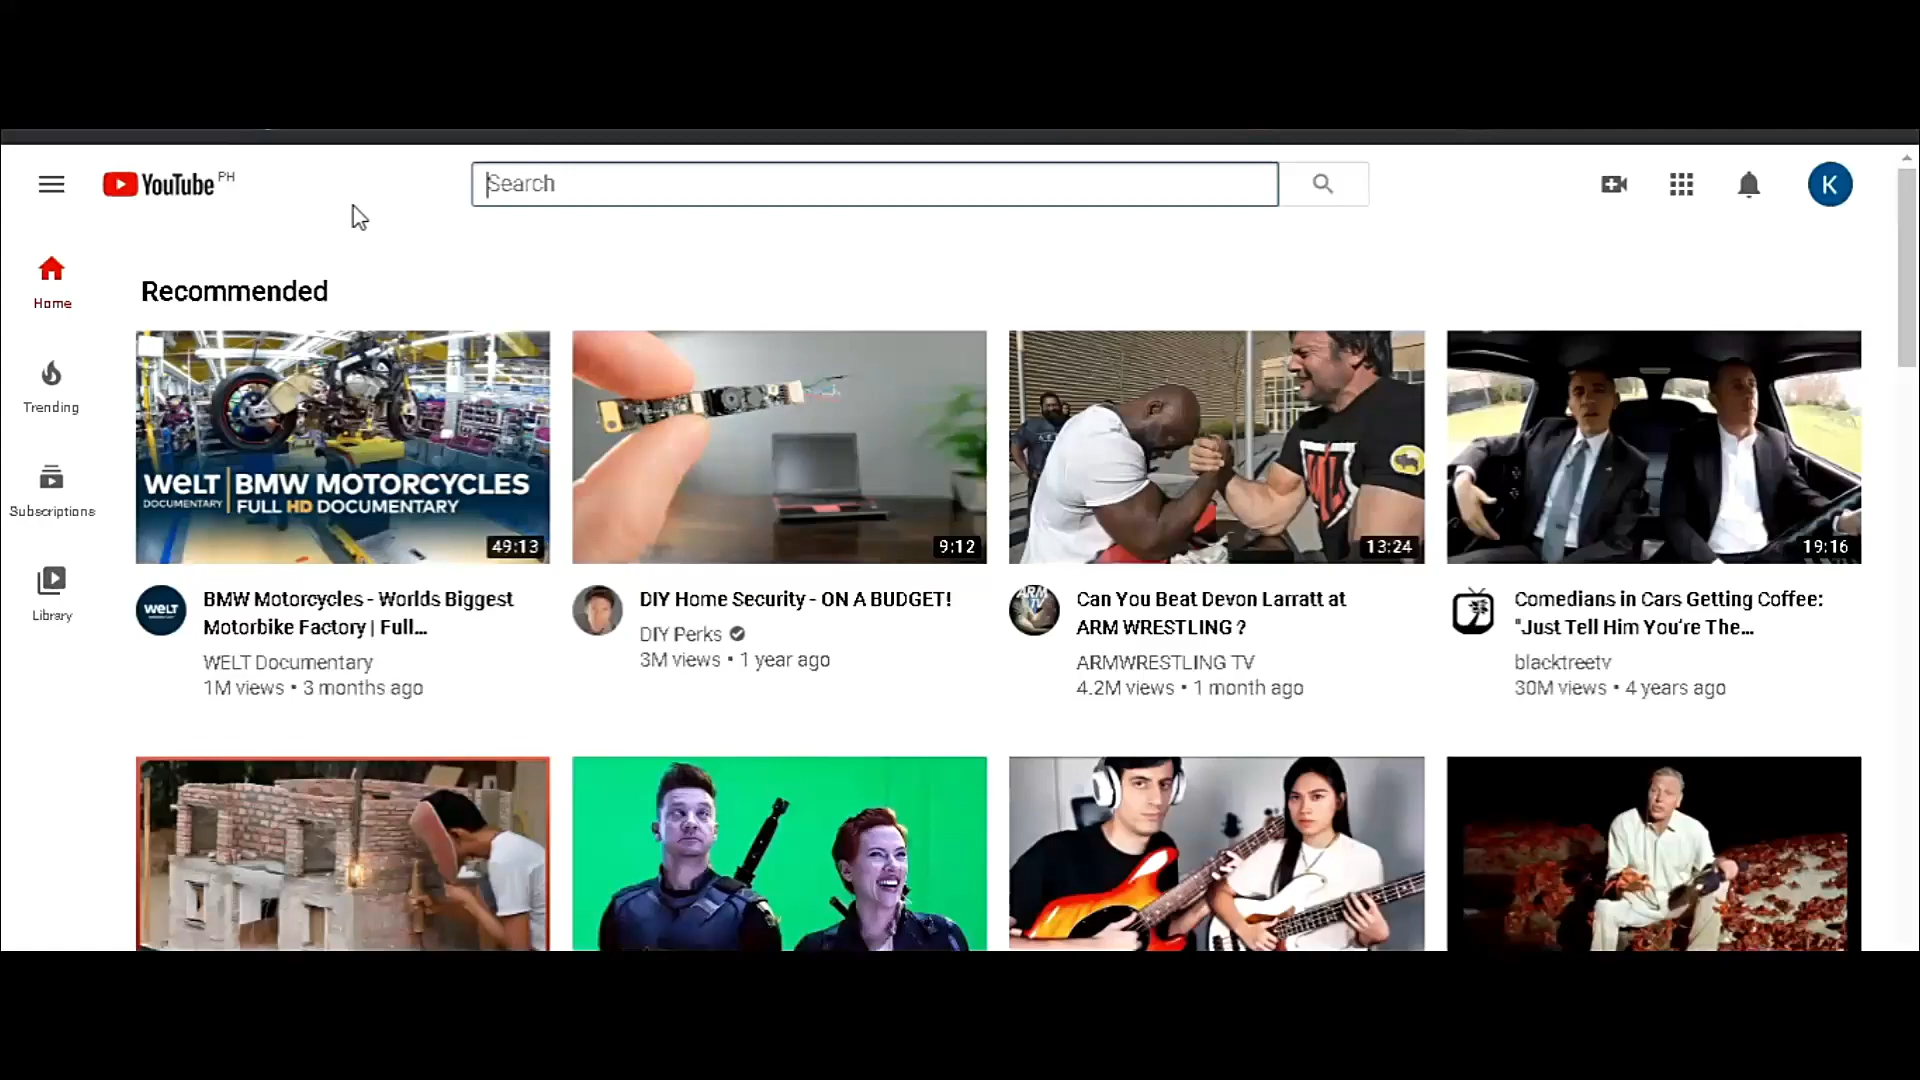 YouTube PH
Search
K
Home
Trending
Subscriptions
Library
Recommended
WELT DOCUMENTARY
BMW MOTORCYCLES
FULL HD DOCUMENTARY
49:13
9:12
13:24
19:16
WELT
BMW Motorcycles - Worlds Biggest
Motorbike Factory | Full...
WELT Documentary
1M views • 3 months ago
DIY Home Security - ON A BUDGET!
DIY Perks
3M views • 1 year ago
ARM TV
Can You Beat Devon Larratt at
ARM WRESTLING ?
ARMWRESTLING TV
4.2M views • 1 month ago
Comedians in Cars Getting Coffee:
"Just Tell Him You're The...
blacktreetv
30M views • 4 years ago